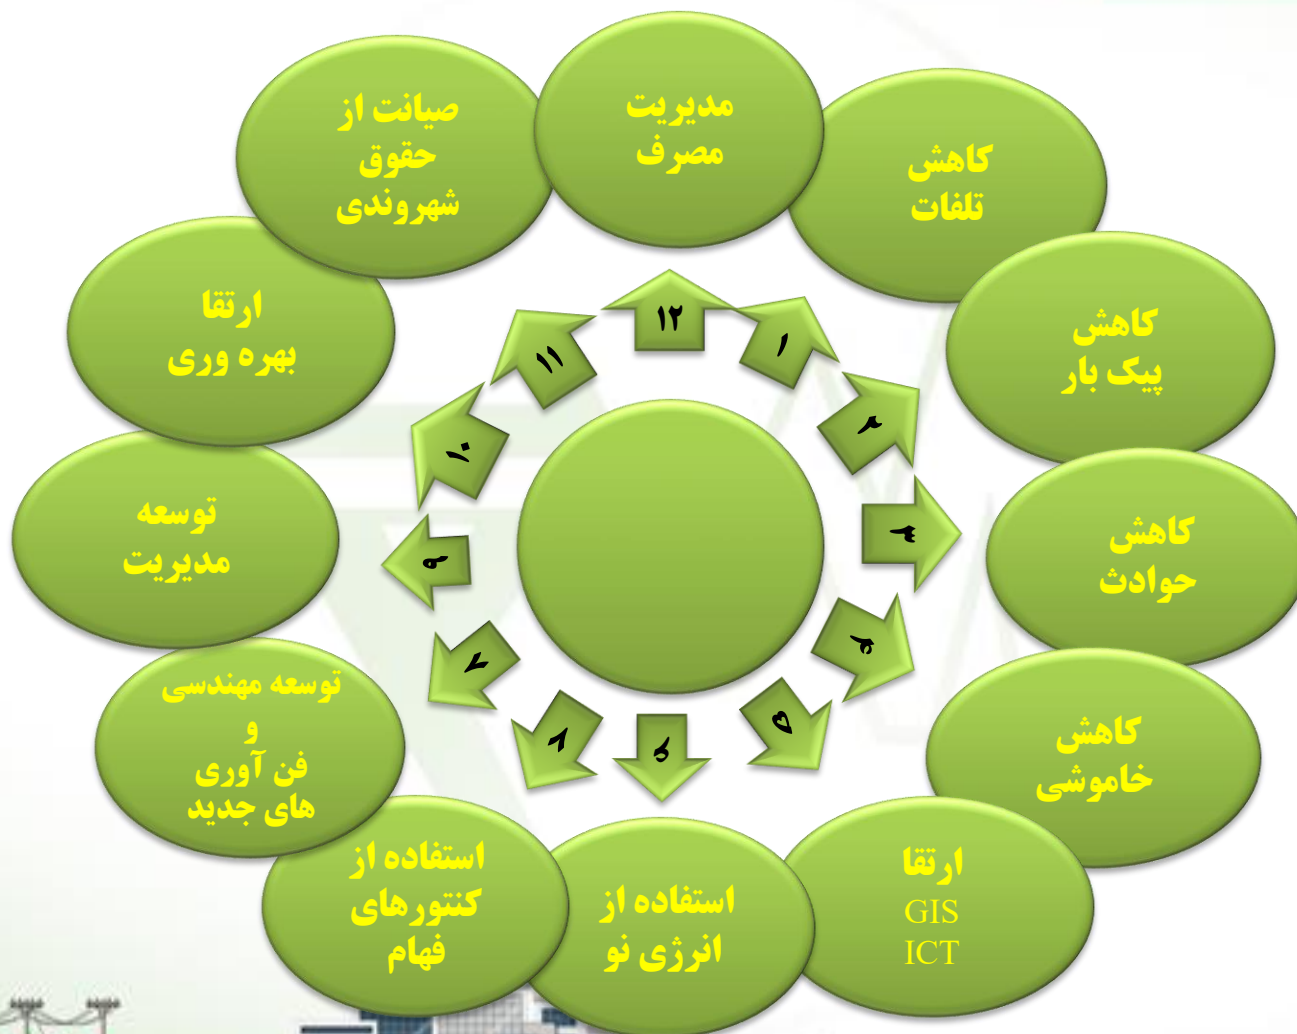 مدیریت
مصرف
کاهش
تلفات
کاهش
پیک بار
کاهش
حوادث
کاهش
خاموشی
ارتقا
GIS
ICT
استفاده از
انرژی نو
استفاده از
کنتورهای
فهام
توسعه مهندسی
و
فن آوری
های جدید
توسعه
مدیریت
ارتقا
بهره وری
صیانت از
حقوق
شهروندی
۱۲
۱
۲
۳
۴
۵
۶
۷
۸
۹
۱۰
۱۱